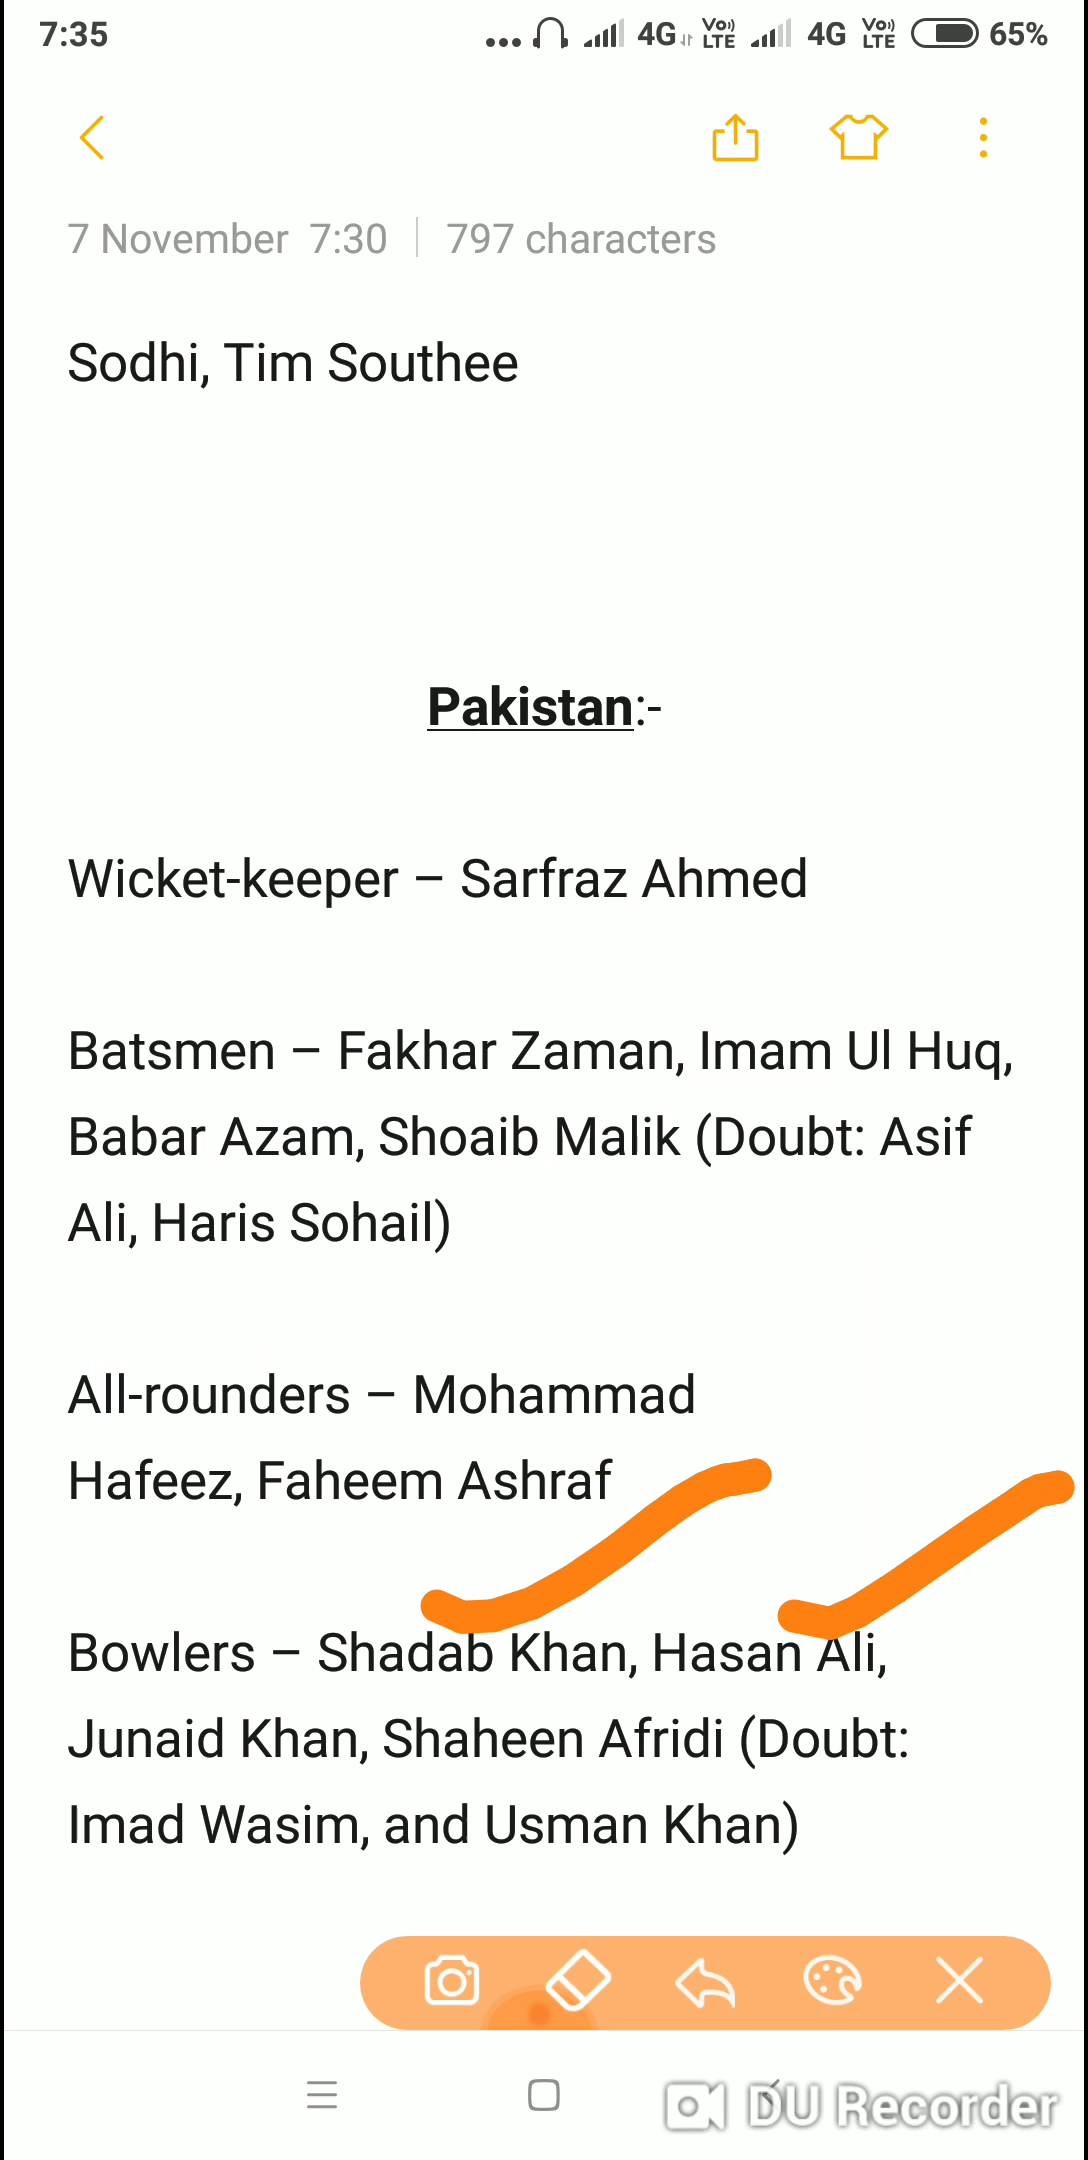 7:35
4G VoLTE 4G VoLTE 65%
7 November 7:30 | 797 characters
Sodhi, Tim Southee
Pakistan:-
Wicket-keeper – Sarfraz Ahmed
Batsmen – Fakhar Zaman, Imam Ul Huq,
Babar Azam, Shoaib Malik (Doubt: Asif
Ali, Haris Sohail)
All-rounders – Mohammad
Hafeez, Faheem Ashraf
Bowlers – Shadab Khan, Hasan Ali,
Junaid Khan, Shaheen Afridi (Doubt:
Imad Wasim, and Usman Khan)
DU Recorder